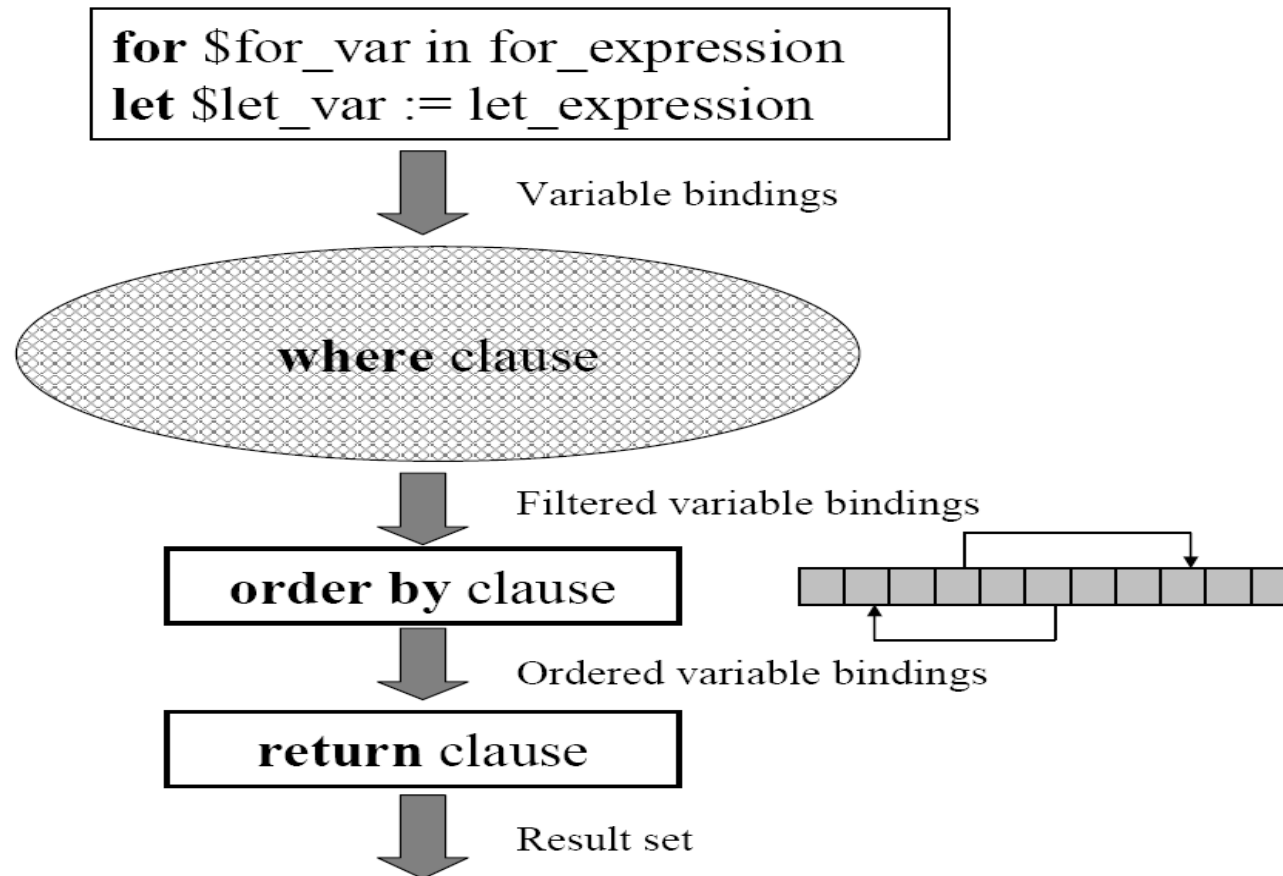 for $for_var in for_expression
let $let_var := let_expression
Variable bindings
where clause
Filtered variable bindings
order by clause
Ordered variable bindings
return clause
Result set